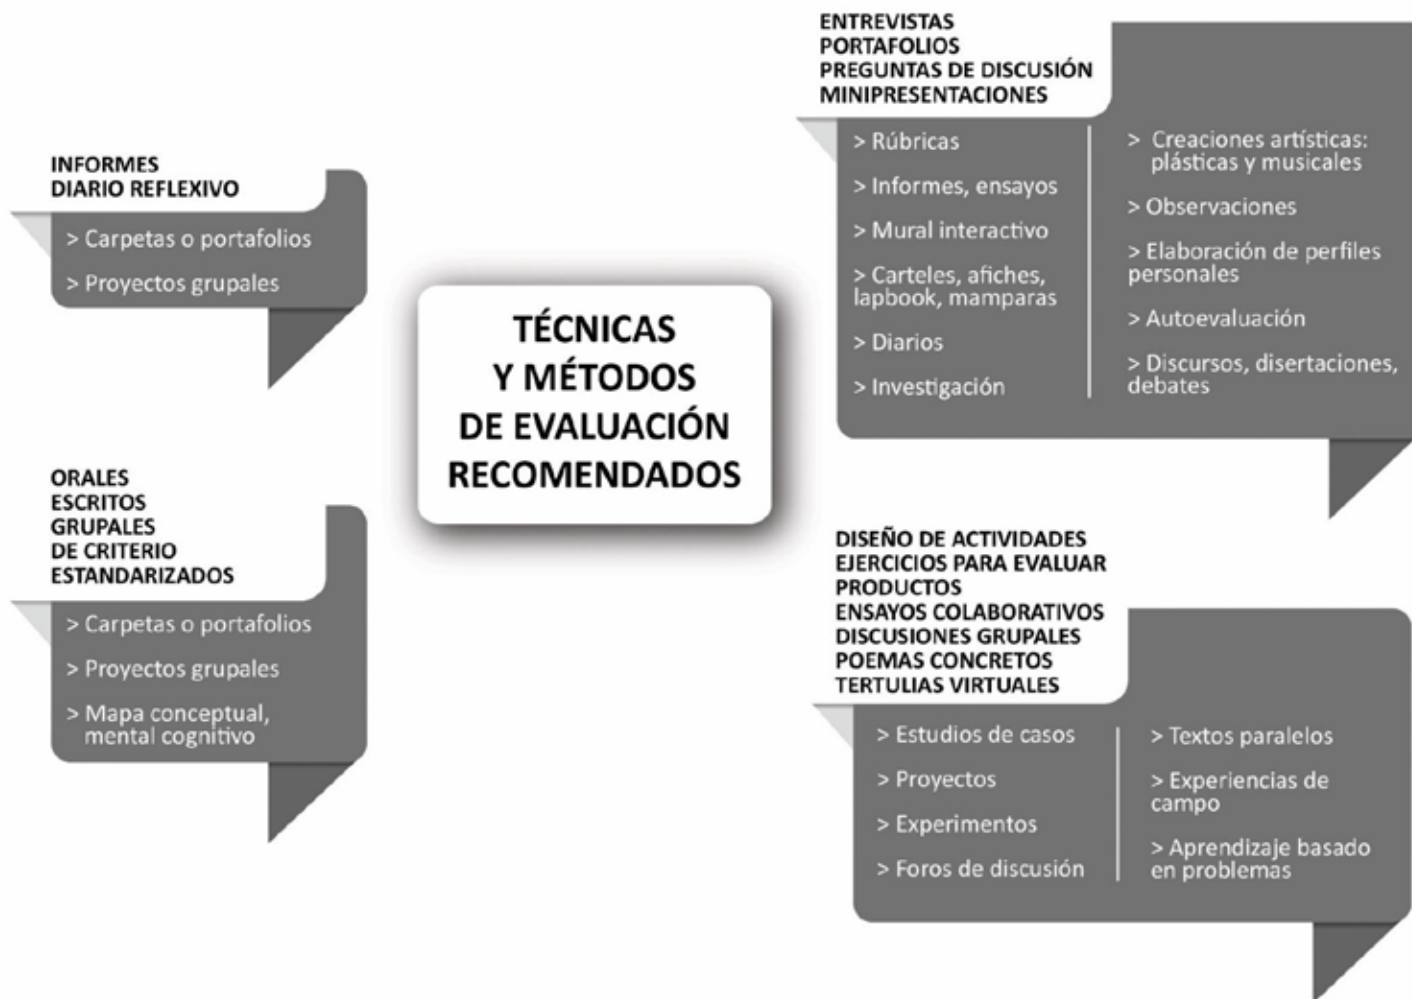 TÉCNICAS
Y MÉTODOS
DE EVALUACIÓN
RECOMENDADOS
INFORMES
DIARIO REFLEXIVO
> Carpetas o portafolios
> Proyectos grupales
ORALES
ESCRITOS
GRUPALES
DE CRITERIO
ESTANDARIZADOS
> Carpetas o portafolios
> Proyectos grupales
> Mapa conceptual,
mental cognitivo
ENTREVISTAS
PORTAFOLIOS
PREGUNTAS DE DISCUSIÓN
MINIPRESENTACIONES
> Rúbricas
> Informes, ensayos
> Mural interactivo
> Carteles, afiches,
lapbook, mamparas
> Diarios
> Investigación
> Creaciones artísticas:
plásticas y musicales
> Observaciones
> Elaboración de perfiles
personales
> Autoevaluación
> Discursos, disertaciones,
debates
DISEÑO DE ACTIVIDADES
EJERCICIOS PARA EVALUAR
PRODUCTOS
ENSAYOS COLABORATIVOS
DISCUSIONES GRUPALES
POEMAS CONCRETOS
TERTULIAS VIRTUALES
> Estudios de casos
> Proyectos
> Experimentos
> Foros de discusión
> Textos paralelos
> Experiencias de
campo
> Aprendizaje basado
en problemas